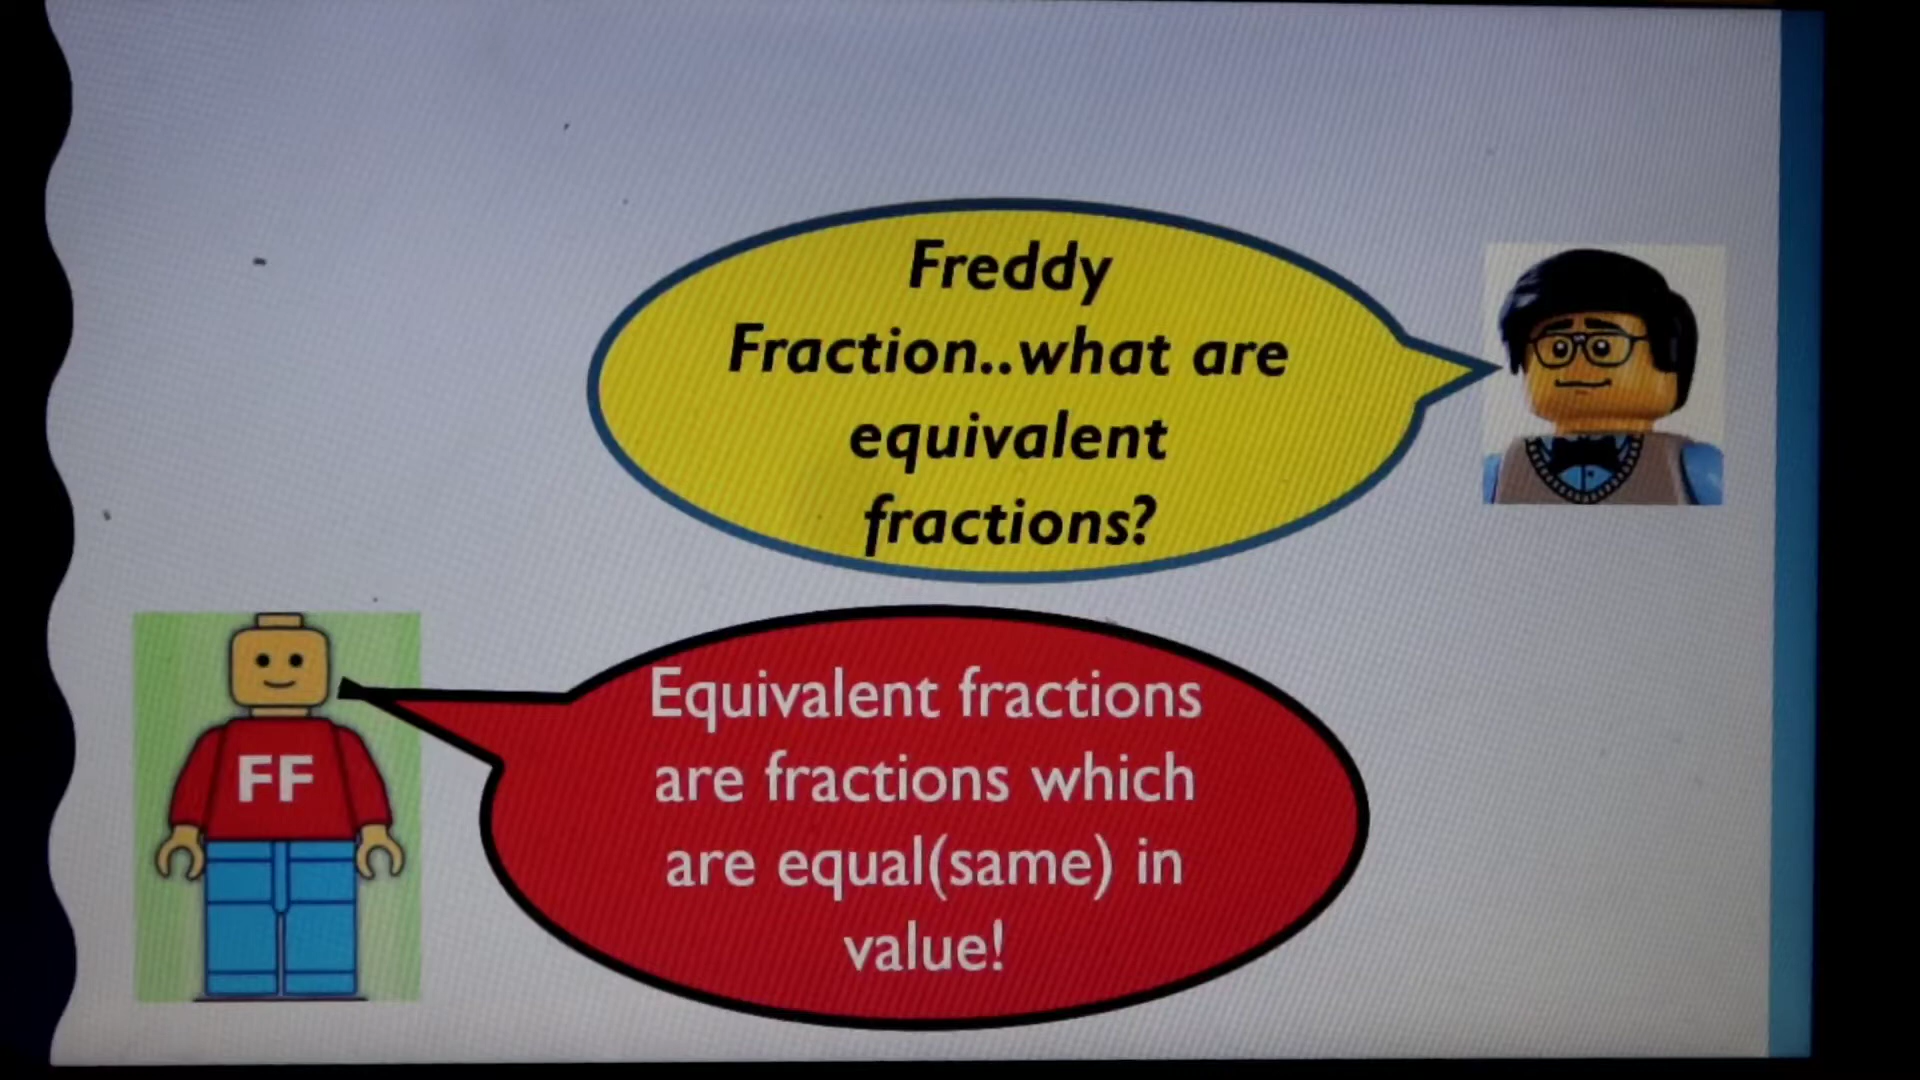 Freddy
Fraction..what are
equivalent
fractions?
Equivalent fractions
are fractions which
are equal(same) in
value!
FF